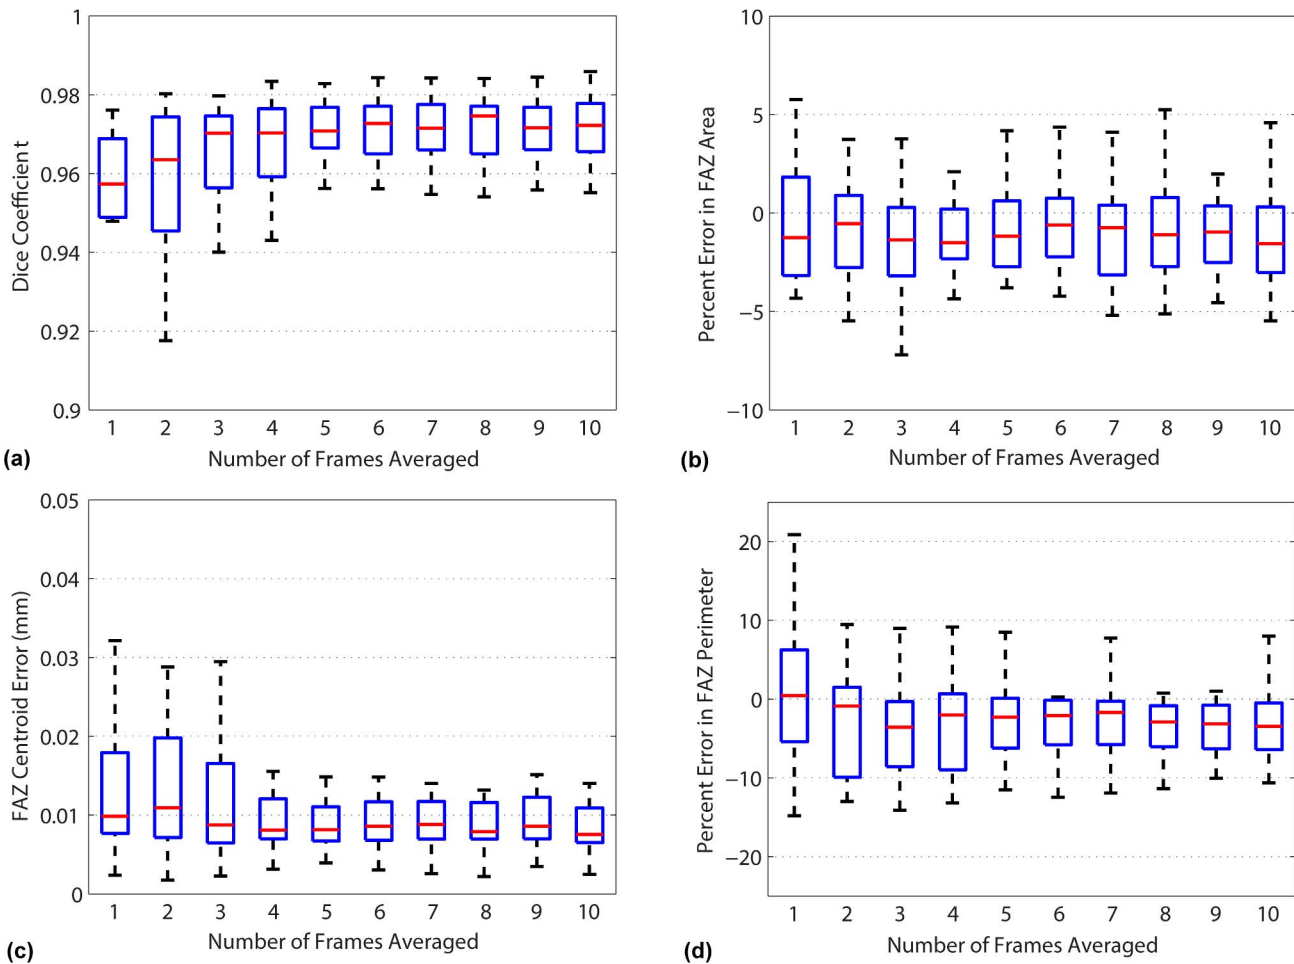 1
0.98
0.96
0.94
0.92
0.9
Dice Coefficient
1 2 3 4 5 6 7 8 9 10
Number of Frames Averaged
(a)
10
5
0
−5
−10
Percent Error in FAZ Area
1 2 3 4 5 6 7 8 9 10
Number of Frames Averaged
(b)
0.05
0.04
0.03
0.02
0.01
0
FAZ Centroid Error (mm)
1 2 3 4 5 6 7 8 9 10
Number of Frames Averaged
(c)
20
10
0
−10
−20
Percent Error in FAZ Perimeter
1 2 3 4 5 6 7 8 9 10
Number of Frames Averaged
(d)